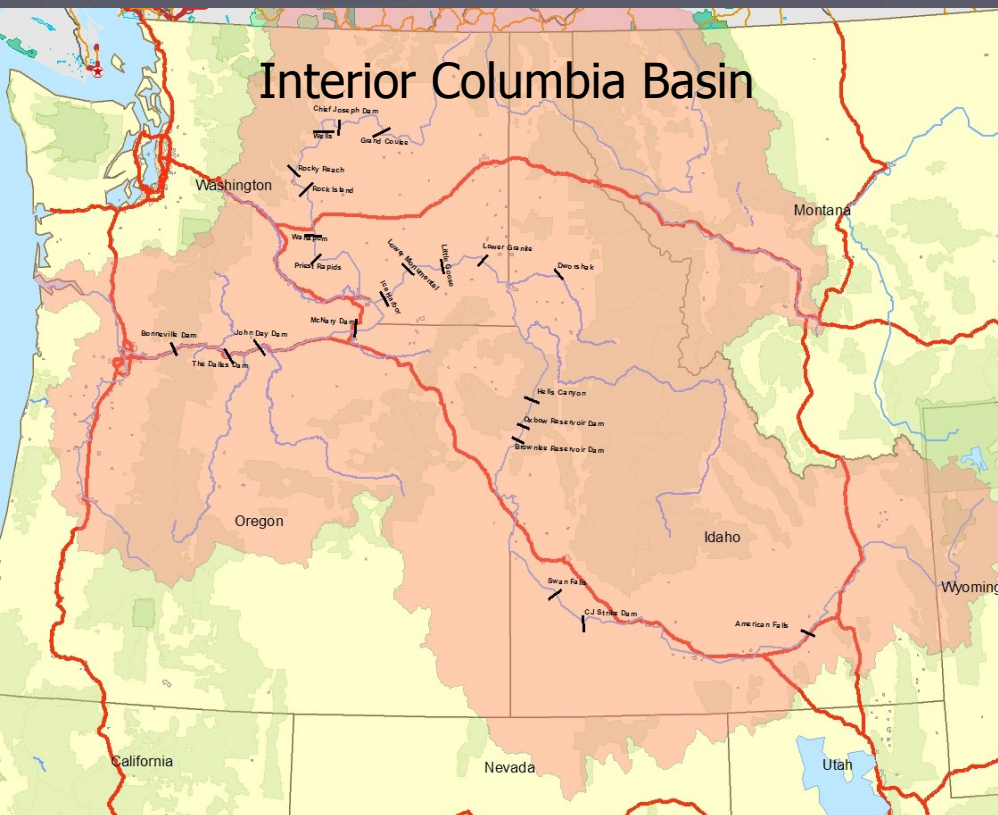 Interior Columbia Basin
Chief Joseph Dam
Wells
Grand Coulee
Rocky Reach
Rock Island
Washington
Montana
Wanapum
Priest Rapids
Lower Monumental
Little Goose
Lower Granite
Dworshak
Ice Harbor
McNary Dam
Bonneville Dam
John Day Dam
The Dalles Dam
Hells Canyon
Oxbow Reservoir Dam
Brownlee Reservoir Dam
Oregon
Idaho
Swan Falls
CJ Strike Dam
American Falls
Wyoming
California
Nevada
Utah